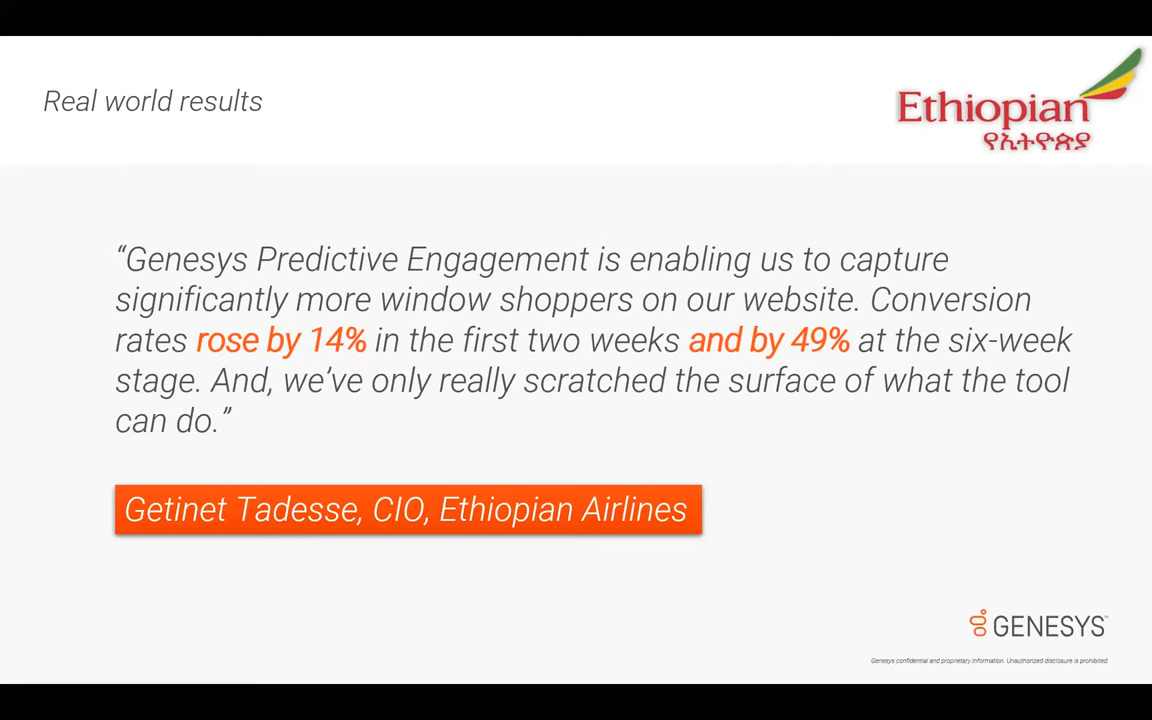 Real world results
Ethiopian
የኢትዮጵያ
“Genesys Predictive Engagement is enabling us to capture
significantly more window shoppers on our website. Conversion
rates rose by 14% in the first two weeks and by 49% at the six-week
stage. And, we’ve only really scratched the surface of what the tool
can do.”
Getinet Tadesse, CIO, Ethiopian Airlines
GENESYS™
Genesys confidential and proprietary information. Unauthorized disclosure is prohibited